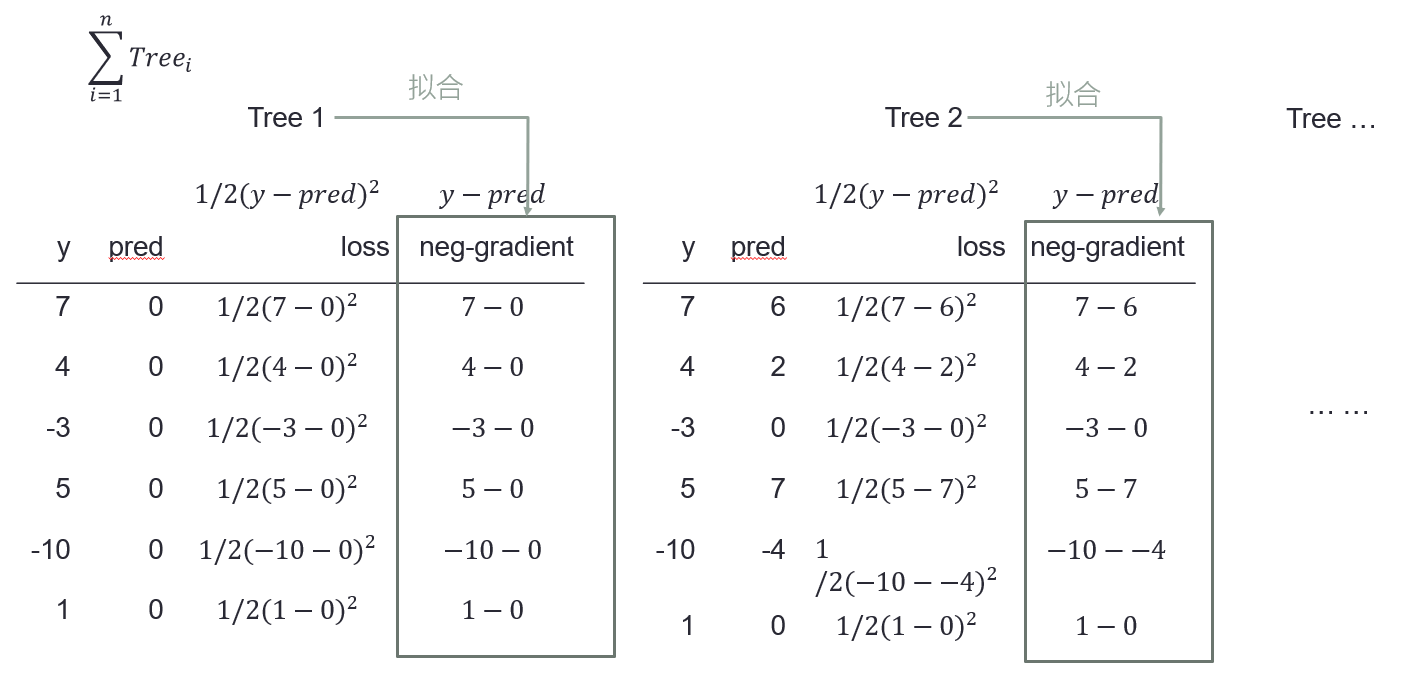 n
∑ Tree_i
i=1
Tree 1 拟合 Tree 2 拟合 Tree …
1/2(y − pred)² y − pred
y pred loss neg-gradient
7 0 1/2(7 − 0)² 7 − 0
4 0 1/2(4 − 0)² 4 − 0
-3 0 1/2(−3 − 0)² −3 − 0
5 0 1/2(5 − 0)² 5 − 0
-10 0 1/2(−10 − 0)² −10 − 0
1 0 1/2(1 − 0)² 1 − 0
1/2(y − pred)² y − pred
y pred loss neg-gradient
7 6 1/2(7 − 6)² 7 − 6
4 2 1/2(4 − 2)² 4 − 2
-3 0 1/2(−3 − 0)² −3 − 0
5 7 1/2(5 − 7)² 5 − 7
-10 -4 1 −10 − −4
/2(−10 − −4)²
1 0 1/2(1 − 0)² 1 − 0
… …